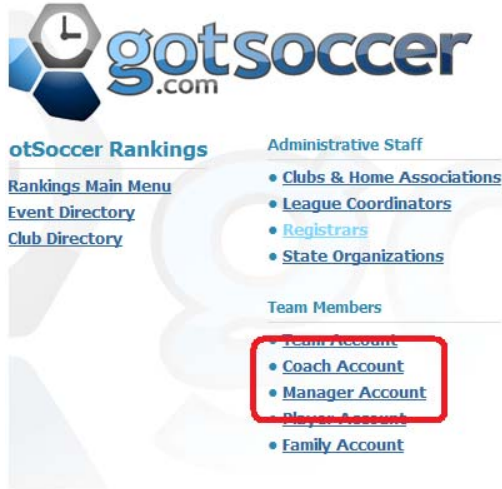 gotsoccer
.com
otSoccer Rankings
Rankings Main Menu
Event Directory
Club Directory
Administrative Staff
• Clubs & Home Associations
• League Coordinators
• Registrars
• State Organizations
Team Members
• Team Account
• Coach Account
• Manager Account
• Player Account
• Family Account